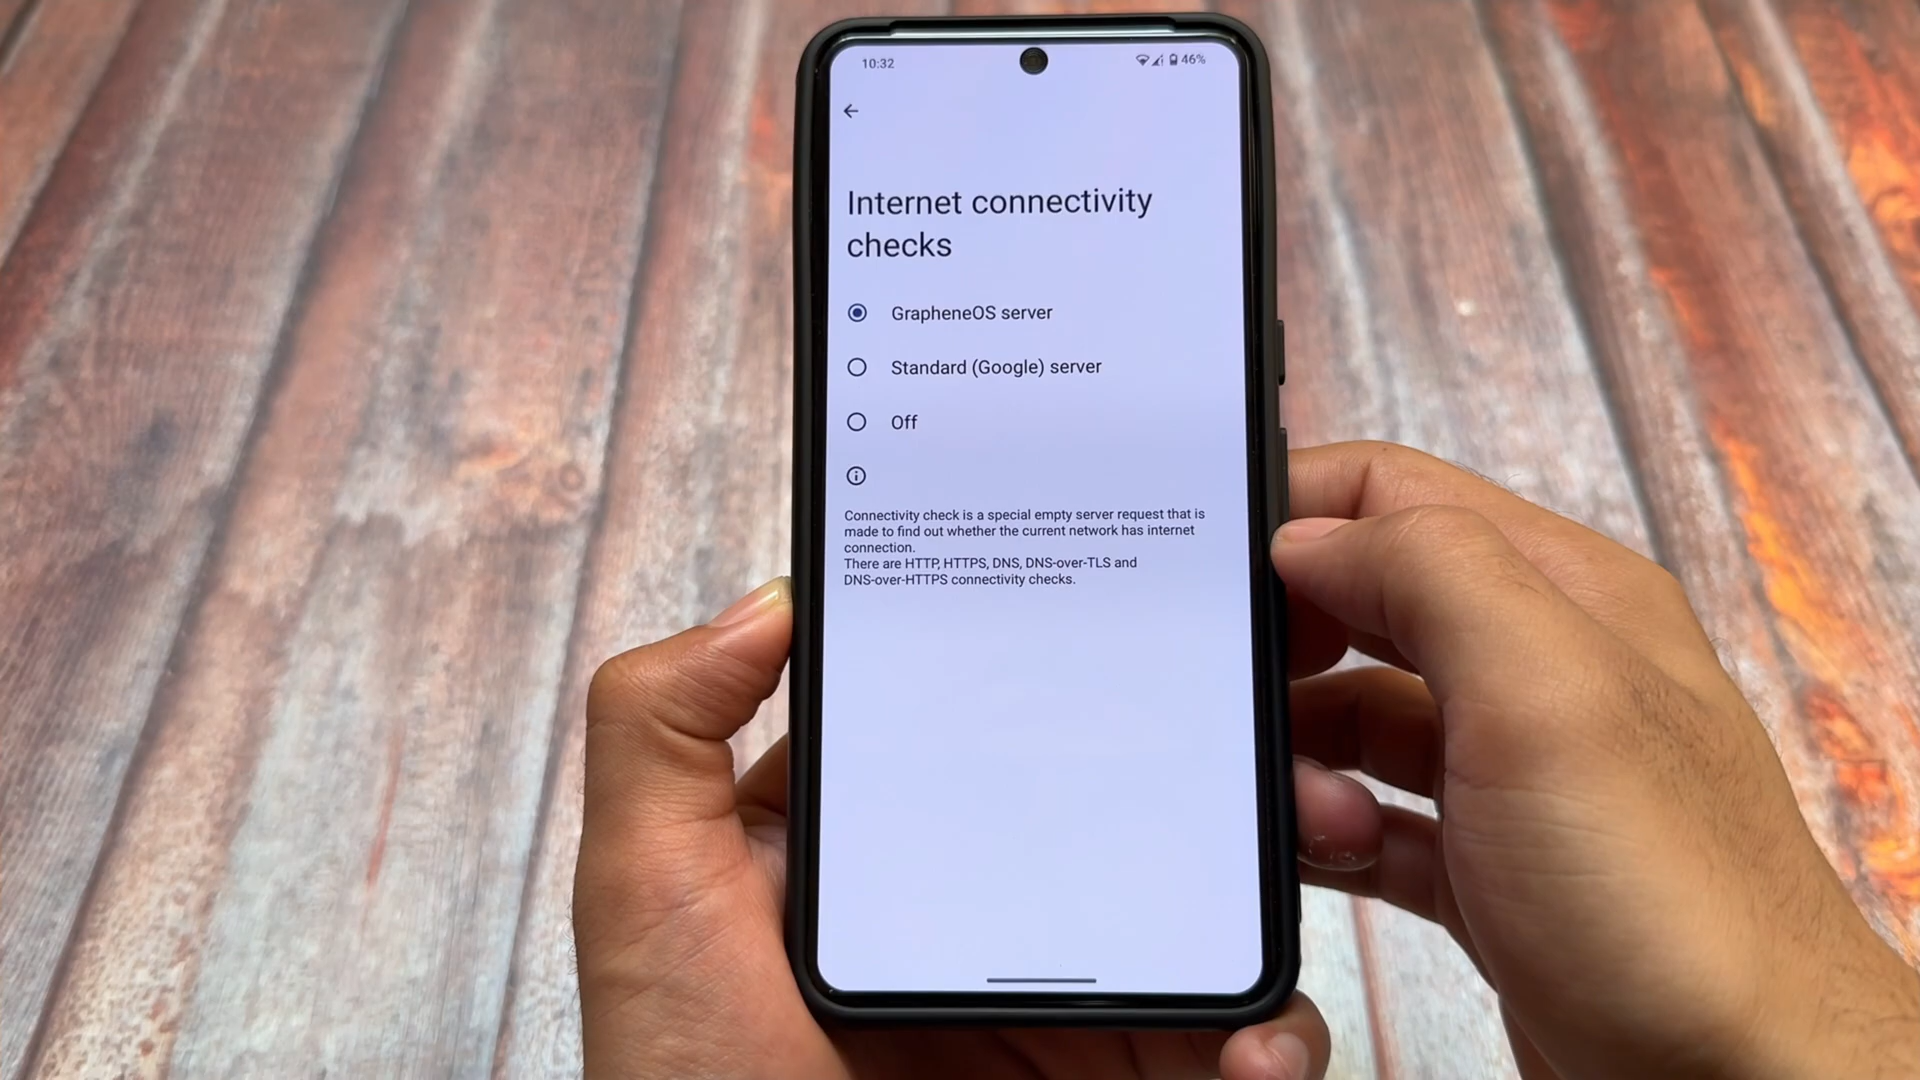 10:32
46%
Internet connectivity
checks
GrapheneOS server
Standard (Google) server
Off
Connectivity check is a special empty server request that is
made to find out whether the current network has internet
connection.
There are HTTP, HTTPS, DNS, DNS-over-TLS and
DNS-over-HTTPS connectivity checks.